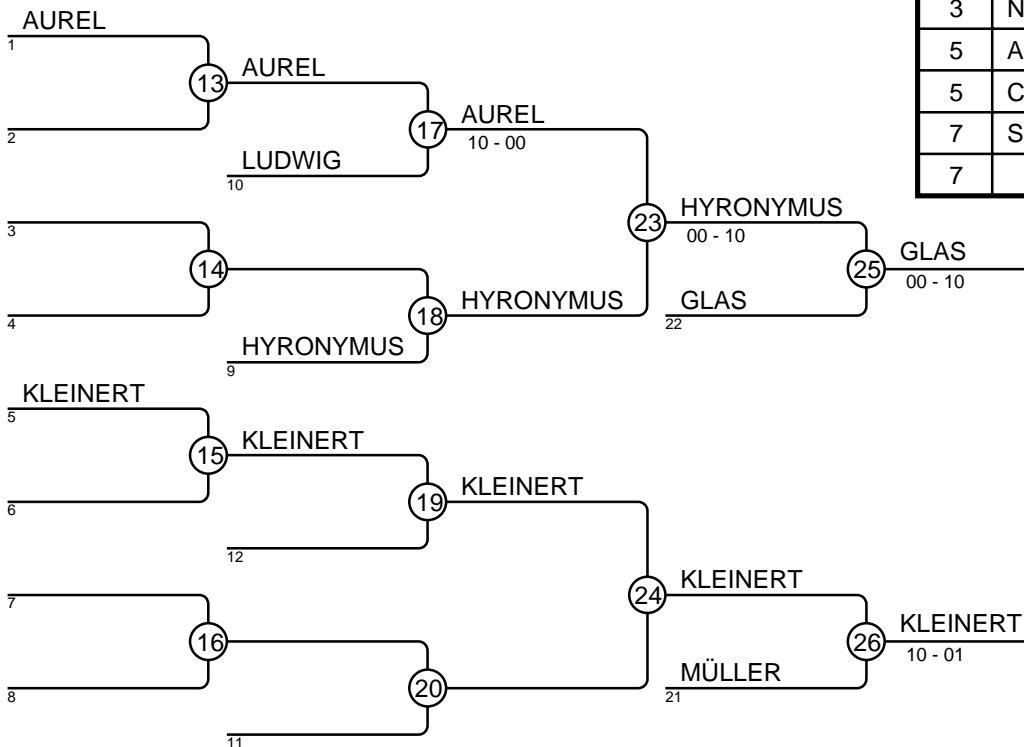 AUREL
1
2
13
AUREL
LUDWIG
10
17
AUREL
10 - 00
3
4
14
HYRONYMUS
9
18
HYRONYMUS
23
HYRONYMUS
00 - 10
GLAS
22
25
GLAS
00 - 10
KLEINERT
5
6
15
KLEINERT
12
19
KLEINERT
7
8
16
11
20
24
KLEINERT
MÜLLER
21
26
KLEINERT
10 - 01
3 N
5 A
5 C
7 S
7